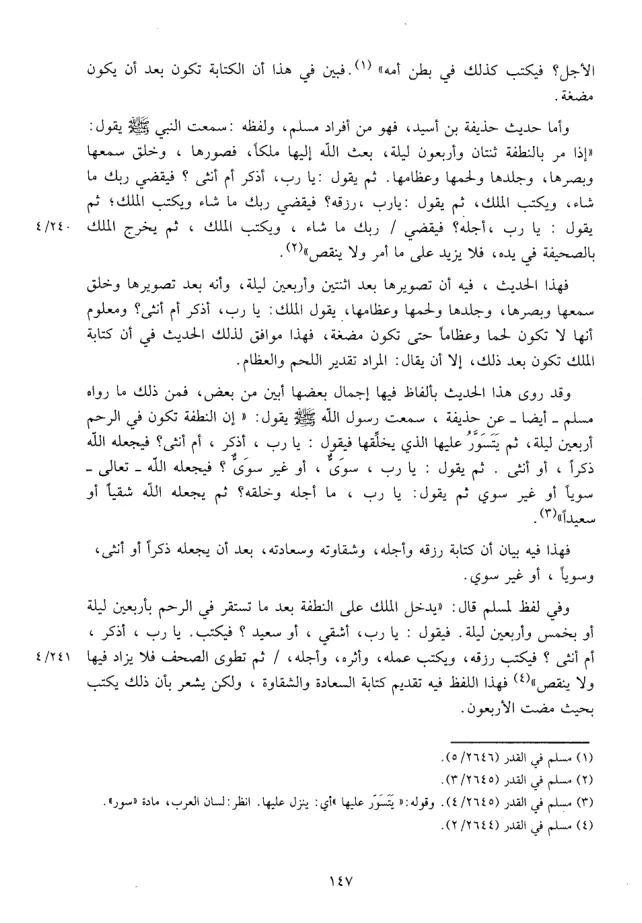 الأجل؟ فيكتب كذلك في بطن أمه» (١). فبين في هذا أن الكتابة تكون بعد أن يكون
مضغة.
وأما حديث حذيفة بن أسيد، فهو من أفراد مسلم، ولفظه :سمعت النبي ﷺ يقول:
«إذا مر بالنطفة ثنتان وأربعون ليلة، بعث الله إليها ملكاً، فصورها ، وخلق سمعها
وبصرها، وجلدها ولحمها وعظامها. ثم يقول :يا رب، أذكر أم أنثى ؟ فيقضي ربك ما
شاء، ويكتب الملك، ثم يقول :يارب ،رزقه؟ فيقضي ربك ما شاء ويكتب الملك؛ ثم
يقول : يا رب ،أجله؟ فيقضي / ربك ما شاء ، ويكتب الملك ، ثم يخرج الملك ٤/٢٤٠
بالصحيفة في يده، فلا يزيد على ما أمر ولا ينقص»(٢).
فهذا الحديث ، فيه أن تصويرها بعد اثنتين وأربعين ليلة، وأنه بعد تصويرها وخلق
سمعها وبصرها، وجلدها ولحمها وعظامها، يقول الملك: يا رب، أذكر أم أنثى؟ ومعلوم
أنها لا تكون لحما وعظاماً حتى تكون مضغة، فهذا موافق لذلك الحديث في أن كتابة
الملك تكون بعد ذلك، إلا أن يقال: المراد تقدير اللحم والعظام.
وقد روى هذا الحديث بألفاظ فيها إجمال بعضها أبين من بعض، فمن ذلك ما رواه
مسلم ـ أيضا ـ عن حذيفة ، سمعت رسول الله ﷺ يقول: « إن النطفة تكون في الرحم
أربعين ليلة، ثم يَتَسَوَّرُ عليها الذي يخلِّقها فيقول : يا رب ، أذكر ، أم أنثى؟ فيجعله الله
ذكراً ، أو أنثى . ثم يقول : يا رب ، سَوىٌّ ، أو غير سوىٌّ ؟ فيجعله الله ـ تعالى ـ
سوياً أو غير سوي ثم يقول: يا رب ، ما أجله وخلقه؟ ثم يجعله الله شقياً أو
سعيداً»(٣).
فهذا فيه بيان أن كتابة رزقه وأجله، وشقاوته وسعادته، بعد أن يجعله ذكراً أو أنثى،
وسوياً ، أو غير سوي.
وفي لفظ لمسلم قال: «يدخل الملك على النطفة بعد ما تستقر في الرحم بأربعين ليلة
أو بخمس وأربعين ليلة. فيقول : يا رب، أشقي ، أو سعيد ؟ فيكتب. يا رب ، أذكر ،
أم أنثى ؟ فيكتب رزقه، ويكتب عمله، وأثره، وأجله، / ثم تطوى الصحف فلا يزاد فيها ٤/٢٤١
ولا ينقص»(٤) فهذا اللفظ فيه تقديم كتابة السعادة والشقاوة ، ولكن يشعر بأن ذلك يكتب
بحيث مضت الأربعون.
(١) مسلم في القدر (٢٦٤٦/ ٥).
(٢) مسلم في القدر (٢٦٤٥/ ٣).
(٣) مسلم في القدر (٢٦٤٥/ ٤). وقوله:« يَتَسَوَّر عليها »أي: ينزل عليها. انظر:لسان العرب، مادة «سور».
(٤) مسلم في القدر (٢٦٤٤/ ٢).
١٤٧